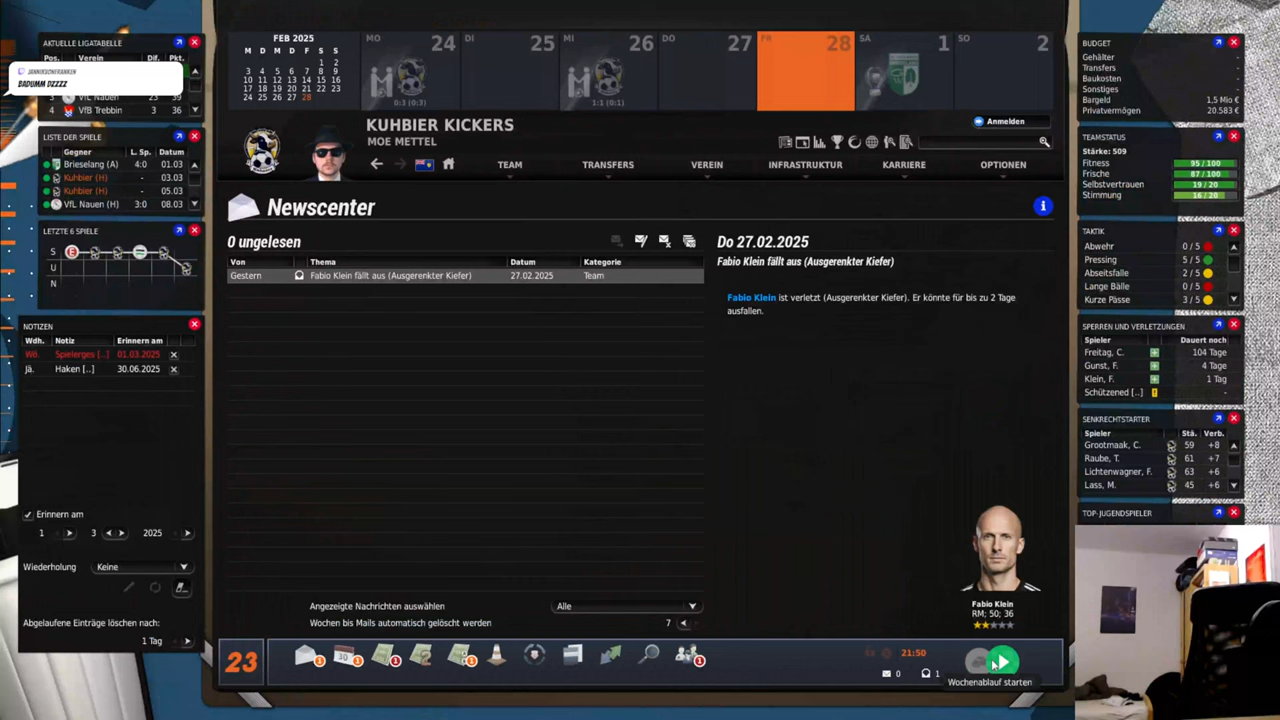 AKTUELLE LIGATABELLE
Pos. Verein Dif. Pkt.
JANNIKSCHERANKEN
BADUMM DZZZZ
3 VfL Nauen 23 39
4 VfB Trebbin 3 36
LISTE DER SPIELE
Gegner L. Sp. Datum
Brieselang (A) 4:0 01.03
Kuhbier (H) - 03.03
Kuhbier (H) - 05.03
VfL Nauen (H) 3:0 08.03
LETZTE 6 SPIELE
S
E
U
N
NOTIZEN
Wdh. Notiz Erinnern am
Wö. Spielerges [..] 01.03.2025
Jä. Haken [..] 30.06.2025
Erinnern am
1 3 2025
Wiederholung Keine
Abgelaufene Einträge löschen nach:
1 Tag
FEB 2025
M D M D F S S
1 2
3 4 5 6 7 8 9
10 11 12 13 14 15 16
17 18 19 20 21 22 23
24 25 26 27 28
MO 24
0:3 (0:3)
DI 25
MI 26
1:1 (0:1)
DO 27
FR 28
SA 1
SO 2
KUHBIER KICKERS
MOE METTEL
Anmelden
TEAM TRANSFERS VEREIN INFRASTRUKTUR KARRIERE OPTIONEN
Newscenter
0 ungelesen
Von Thema Datum Kategorie
Gestern Fabio Klein fällt aus (Ausgerenkter Kiefer) 27.02.2025 Team
Do 27.02.2025
Fabio Klein fällt aus (Ausgerenkter Kiefer)
Fabio Klein ist verletzt (Ausgerenkter Kiefer). Er könnte für bis zu 2 Tage
ausfallen.
Fabio Klein
RM; 50; 36
Angezeigte Nachrichten auswählen Alle
Wochen bis Mails automatisch gelöscht werden 7
23
21:50
0 1
Wochenablauf starten
BUDGET
Gehälter -
Transfers -
Baukosten -
Sonstiges -
Bargeld 1,5 Mio €
Privatvermögen 20.583 €
TEAMSTATUS
Stärke: 509
Fitness 95 / 100
Frische 87 / 100
Selbstvertrauen 19 / 20
Stimmung 16 / 20
TAKTIK
Abwehr 0 / 5
Pressing 5 / 5
Abseitsfalle 2 / 5
Lange Bälle 0 / 5
Kurze Pässe 3 / 5
SPERREN UND VERLETZUNGEN
Spieler Dauert noch
Freitag, C. 104 Tage
Gunst, F. 4 Tage
Klein, F. 1 Tag
Schützened [..] -
SENKRECHTSTARTER
Spieler Stä. Verb.
Grootmaak, C. 59 +8
Raube, T. 61 +7
Lichtenwagner, F. 63 +6
Lass, M. 45 +6
TOP-JUGENDSPIELER